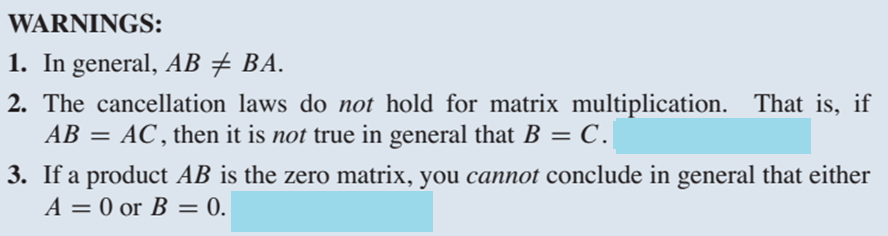 WARNINGS:
1. In general, AB ≠ BA.
2. The cancellation laws do not hold for matrix multiplication. That is, if
AB = AC, then it is not true in general that B = C.
3. If a product AB is the zero matrix, you cannot conclude in general that either
A = 0 or B = 0.